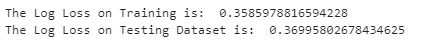 The Log Loss on Training is:  0.3585978816594228
The Log Loss on Testing Dataset is:  0.36995802678434625